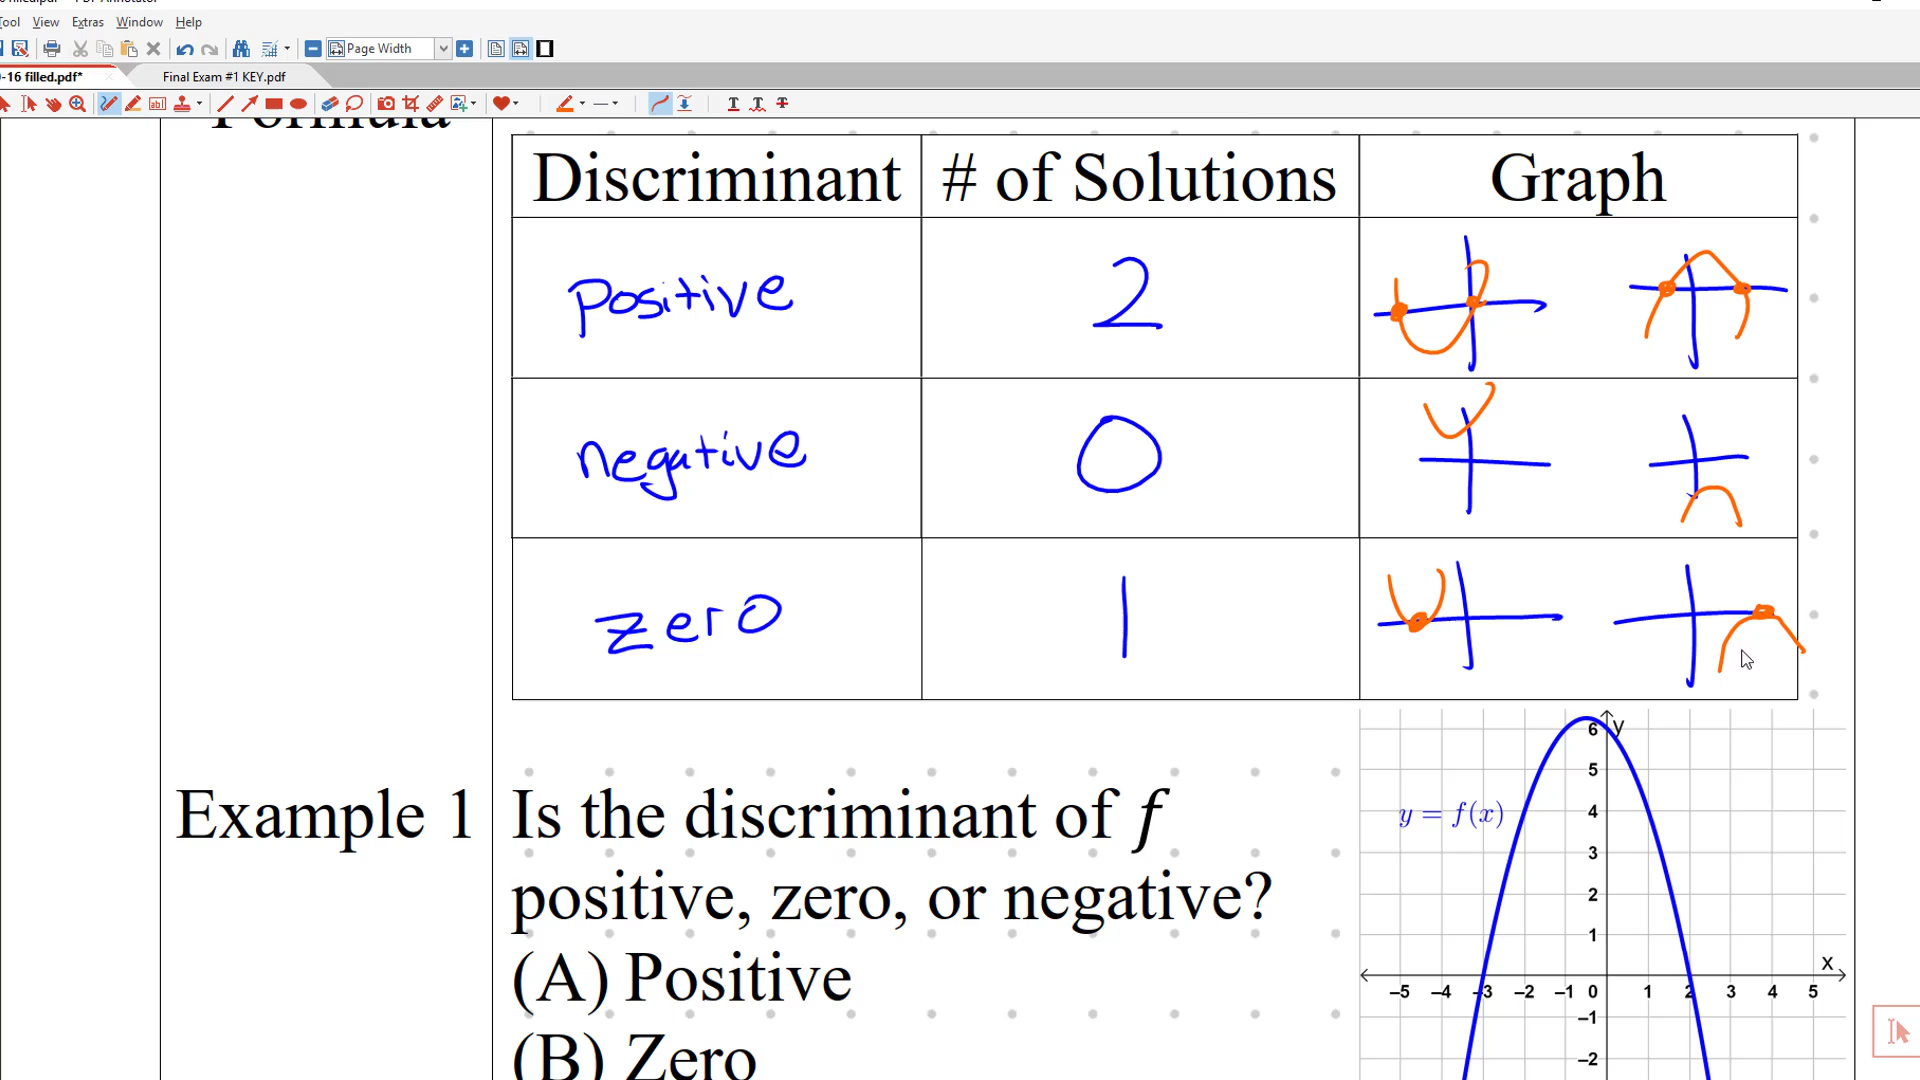 Tool View Extras Window Help
Page Width
-16 filled.pdf* Final Exam #1 KEY.pdf
Formula
Discriminant # of Solutions Graph
positive 2
negative 0
zero 1
Example 1
Is the discriminant of f
positive, zero, or negative?
(A) Positive
(B) Zero
y = f(x)
y
6
5
4
3
2
1
x
–5 –4 –3 –2 –1 0 1 2 3 4 5
–1
–2